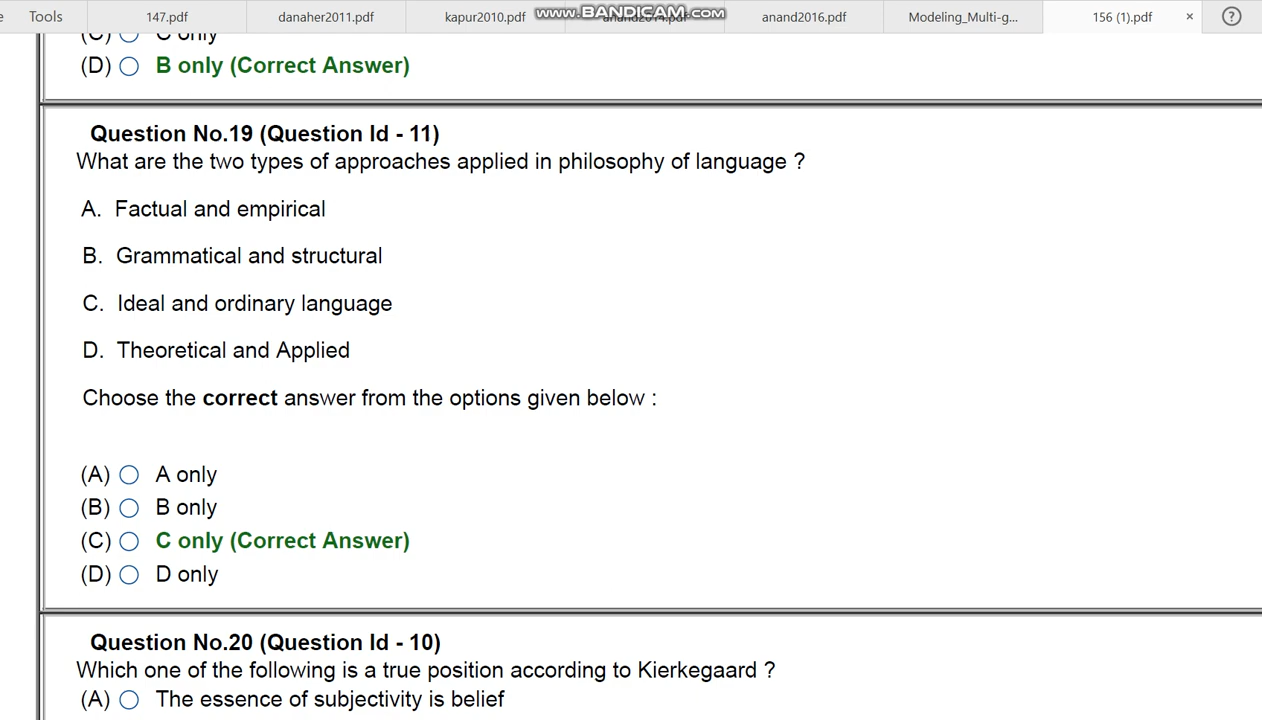 Tools 147.pdf danaher2011.pdf kapur2010.pdf anand2014.pdf anand2016.pdf Modeling_Multi-g... 156 (1).pdf × ?
www.BANDICAM.com
(C) C only
(D) B only (Correct Answer)
Question No.19 (Question Id - 11)
What are the two types of approaches applied in philosophy of language ?
A. Factual and empirical
B. Grammatical and structural
C. Ideal and ordinary language
D. Theoretical and Applied
Choose the correct answer from the options given below :
(A) A only
(B) B only
(C) C only (Correct Answer)
(D) D only
Question No.20 (Question Id - 10)
Which one of the following is a true position according to Kierkegaard ?
(A) The essence of subjectivity is belief